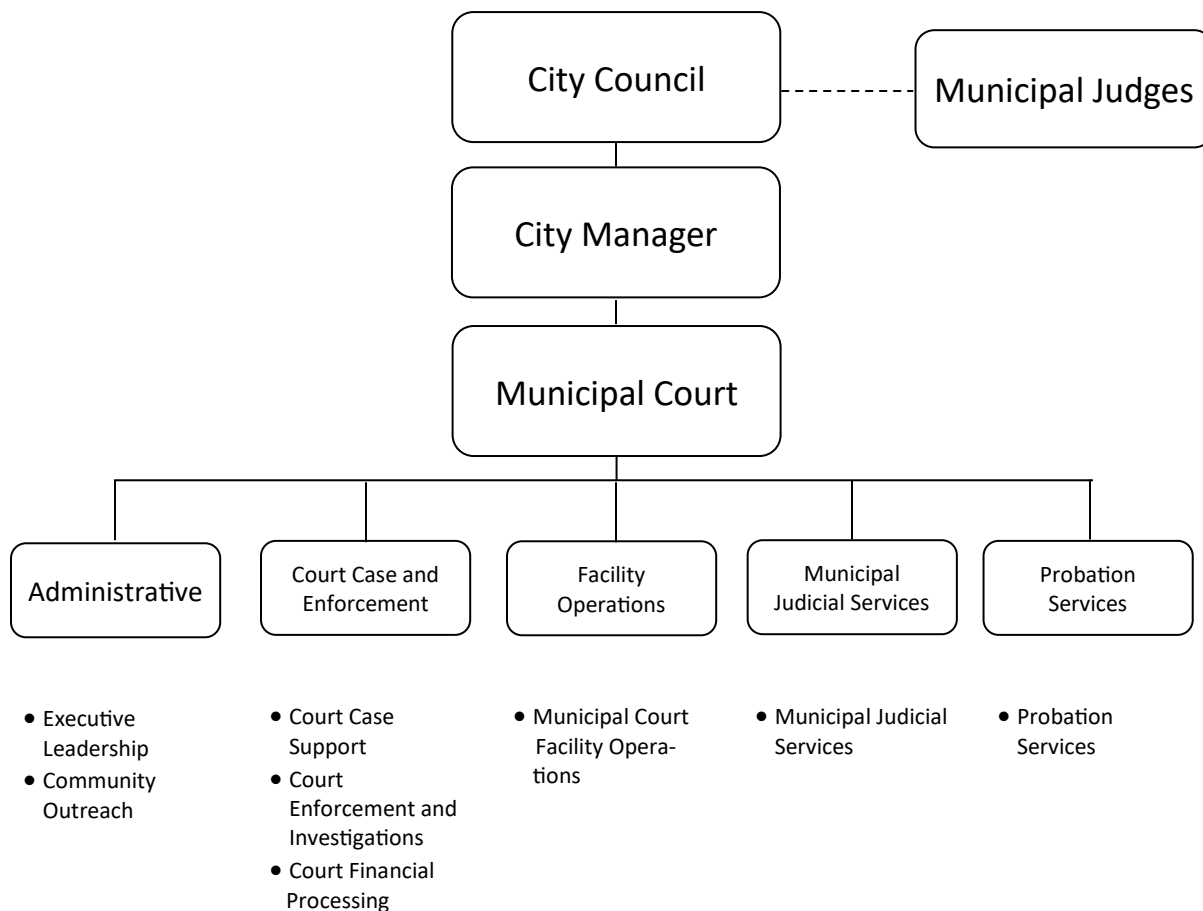 City Council
Municipal Judges
City Manager
Municipal Court
Administrative
Court Case and
Enforcement
Facility
Operations
Municipal
Judicial Services
Probation
Services
• Executive
Leadership
• Community
Outreach
• Court Case
Support
• Court
Enforcement and
Investigations
• Court Financial
Processing
• Municipal Court
Facility Opera-
tions
• Municipal Judicial
Services
• Probation
Services